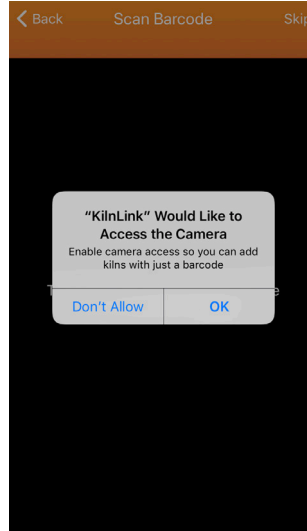 Back Scan Barcode Skip
“KilnLink” Would Like to
Access the Camera
Enable camera access so you can add
kilns with just a barcode
Don't Allow OK